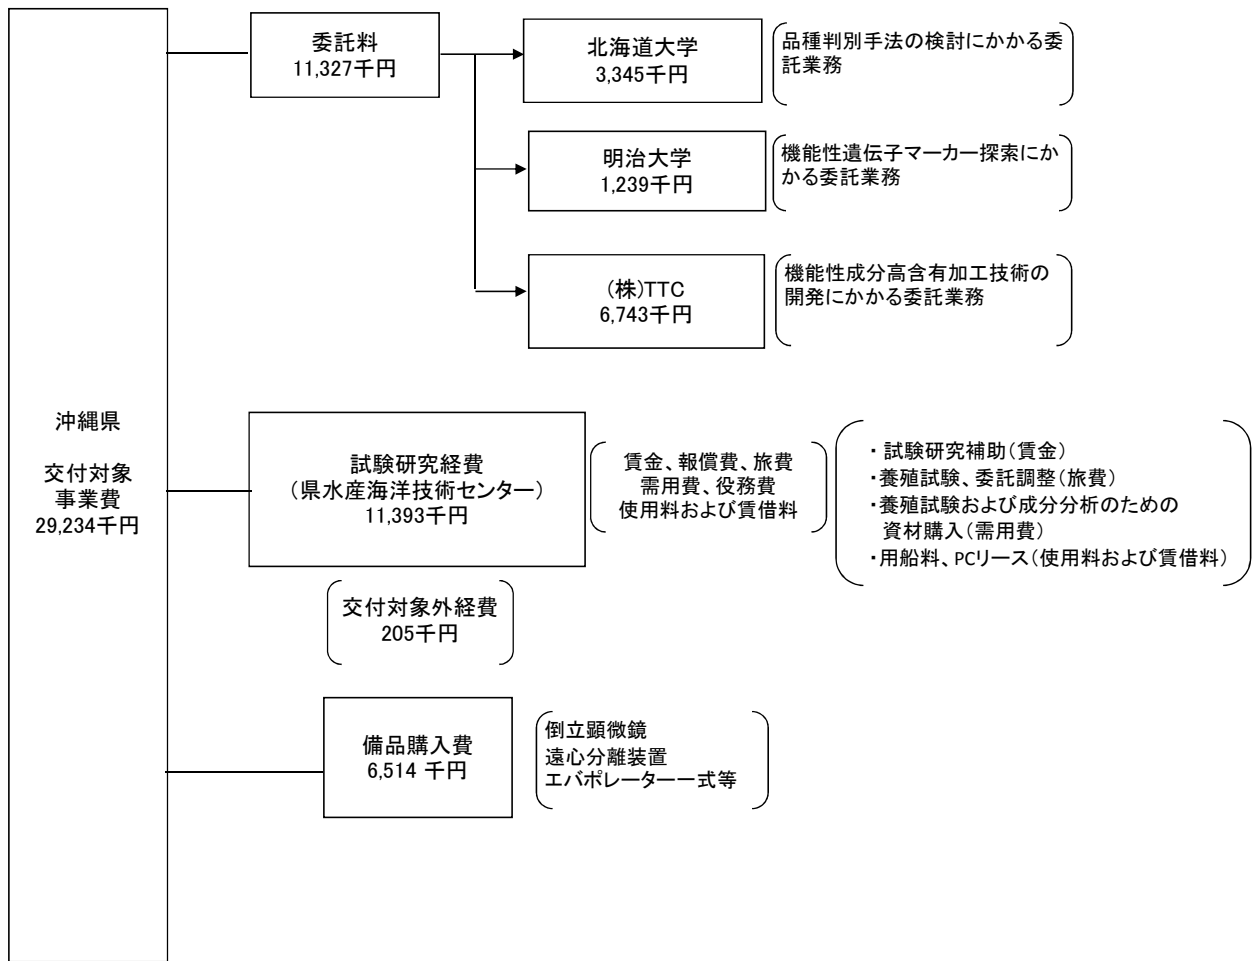 委託料
11,327千円
北海道大学
3,345千円
品種判別手法の検討にかかる委
託業務
明治大学
1,239千円
機能性遺伝子マーカー探索にか
かる委託業務
(株)TTC
6,743千円
機能性成分高含有加工技術の
開発にかかる委託業務
沖縄県
交付対象
事業費
29,234千円
試験研究経費
(県水産海洋技術センター)
11,393千円
賃金、報償費、旅費
需用費、役務費
使用料および賃借料
・試験研究補助(賃金)
・養殖試験、委託調整(旅費)
・養殖試験および成分分析のための
資材購入(需用費)
・用船料、PCリース(使用料および賃借料)
交付対象外経費
205千円
備品購入費
6,514 千円
倒立顕微鏡
遠心分離装置
エバポレーター一式等